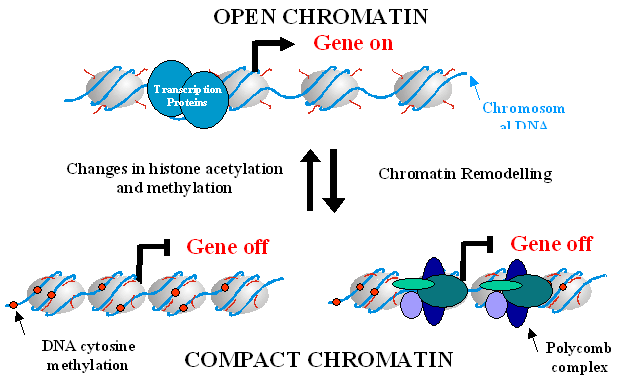 OPEN CHROMATIN
Gene on
Transcription
Proteins
Chromosom
al DNA
Changes in histone acetylation
and methylation
Chromatin Remodelling
Gene off
Gene off
DNA cytosine
methylation
COMPACT CHROMATIN
Polycomb
complex